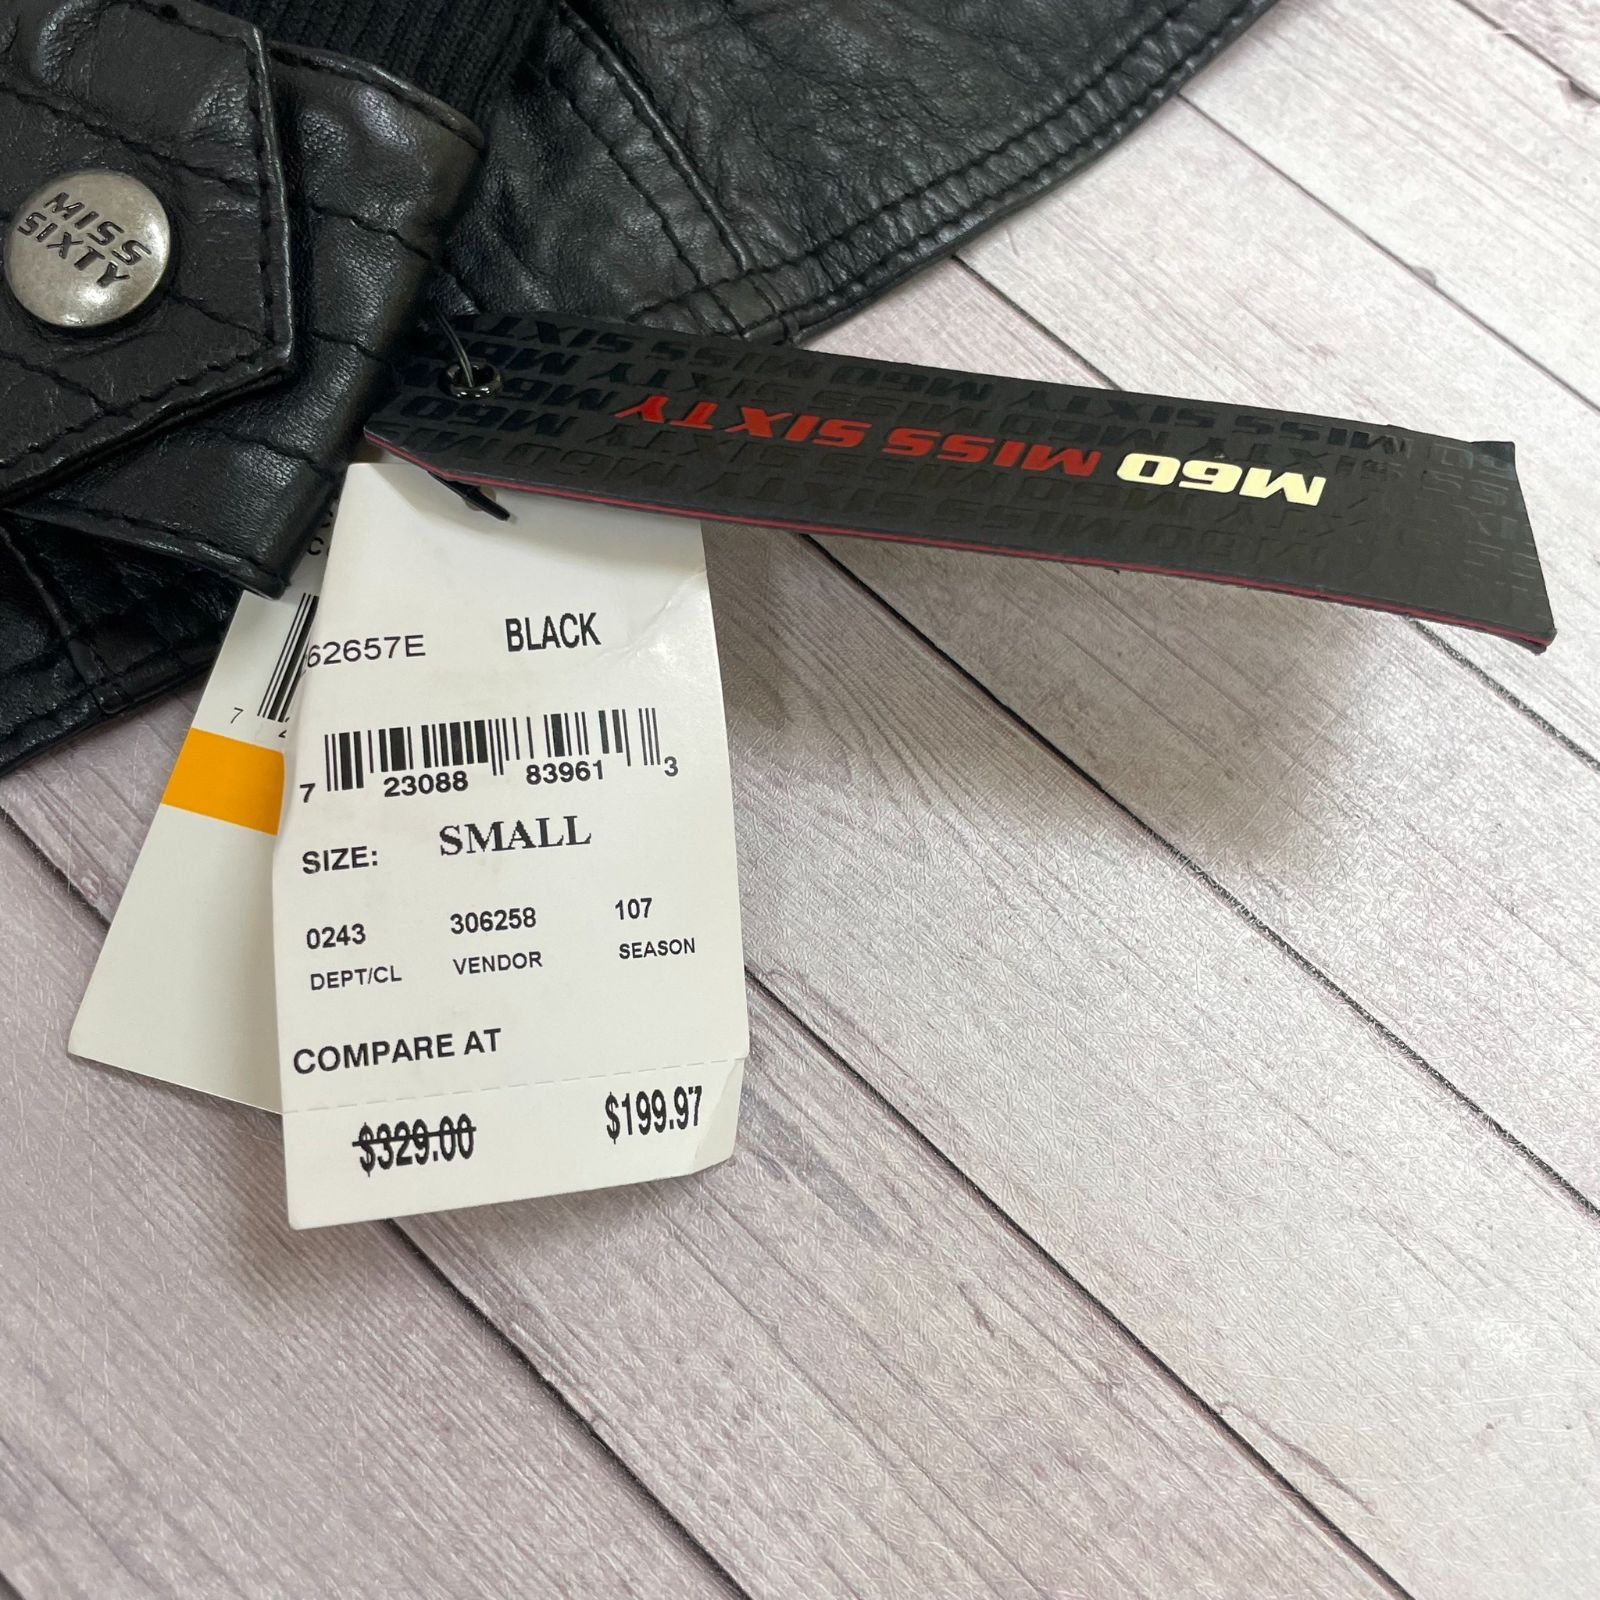 MISS
SIXTY
M60 MISS SIXTY
62657E BLACK
7 23088 83961 3
SIZE: SMALL
0243 306258 107
DEPT/CL VENDOR SEASON
COMPARE AT
$329.00 $199.97
7